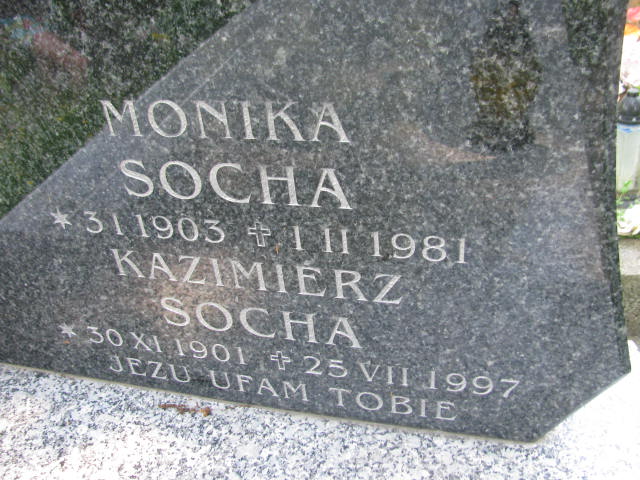 MONIKA
SOCHA
* 3 I 1903 ✝ 1 II 1981
KAZIMIERZ
SOCHA
* 30 XI 1901 ✝ 25 VII 1997
JEZU UFAM TOBIE